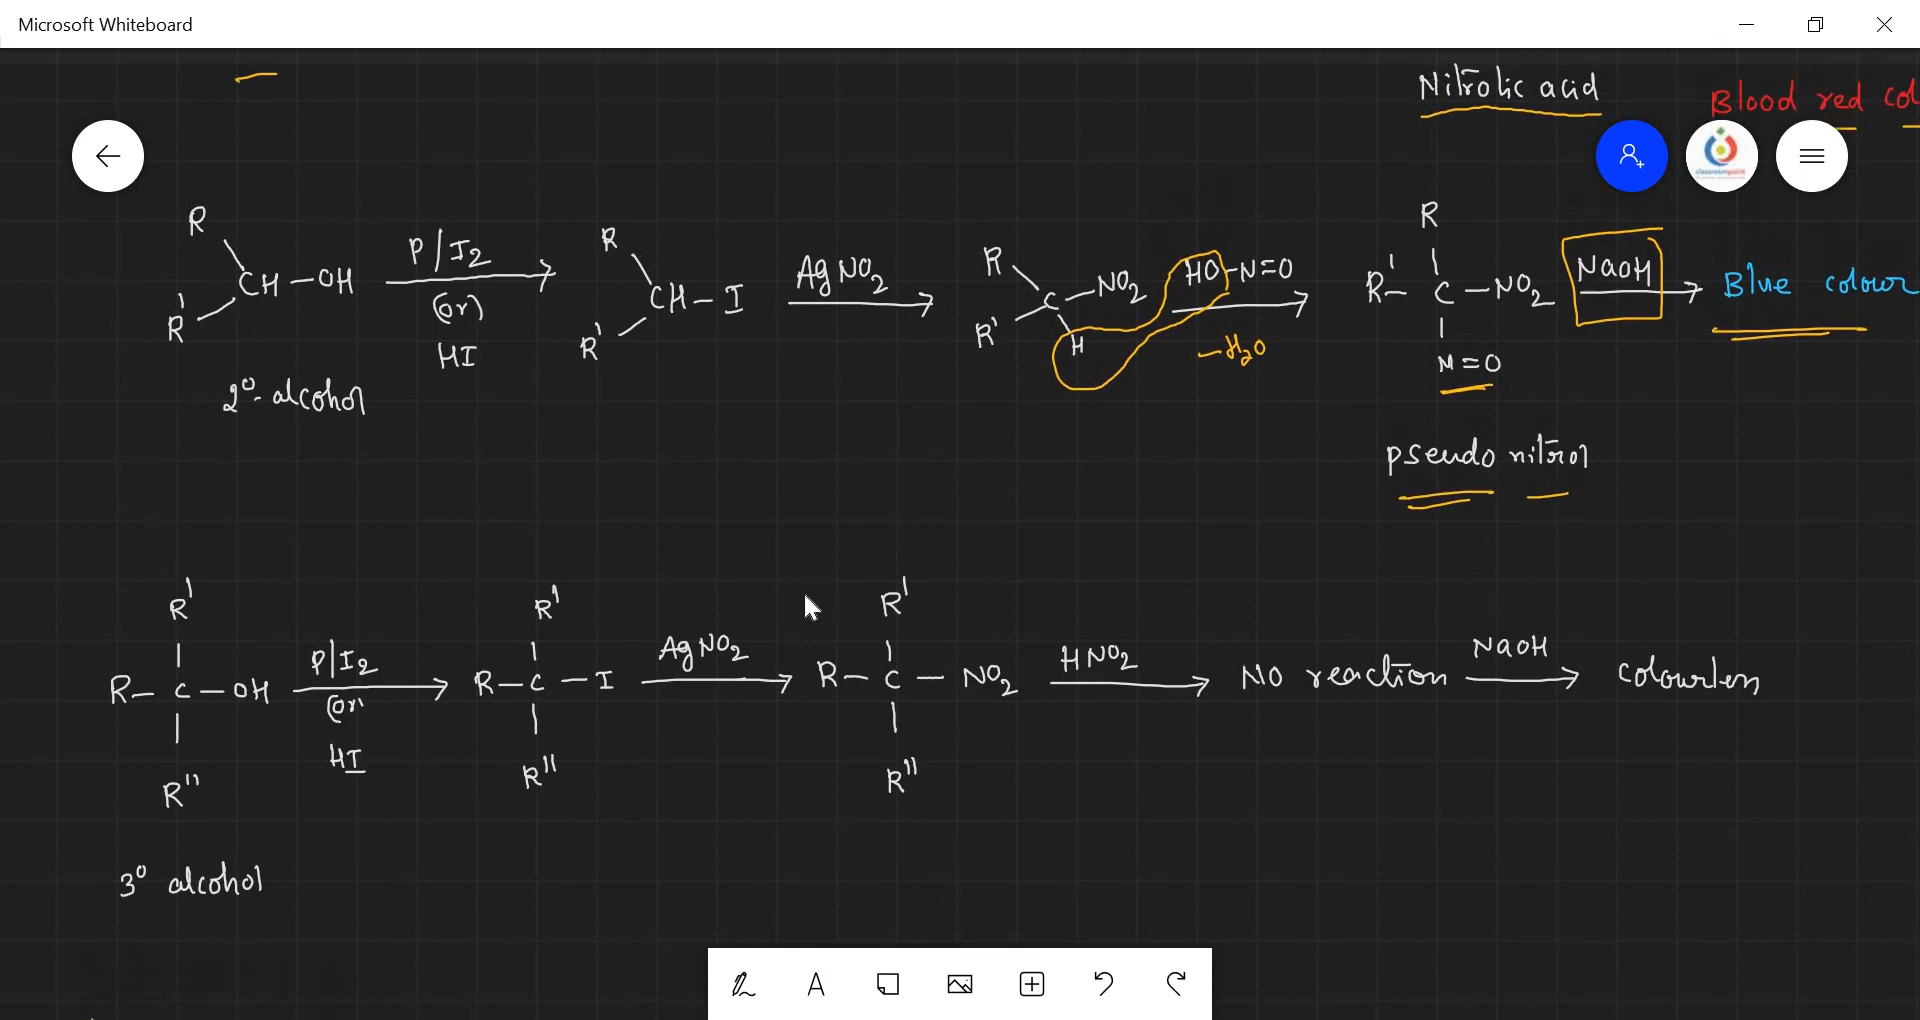 Microsoft Whiteboard
Nitrolic acid
Blood red col
R
R' CH-OH
P/I2
(or)
HI
R
R' CH-I
AgNO2
R
R' C-NO2
H
HO-N=O
-H2O
R
R'- C -NO2
N=O
NaOH
Blue colour
2° alcohol
pseudo nitrol
R'
R- C -OH
R''
P/I2
(or)
HI
R'
R- C -I
R''
AgNO2
R'
R- C - NO2
R''
HNO2
NO reaction
NaOH
colourless
3° alcohol
A